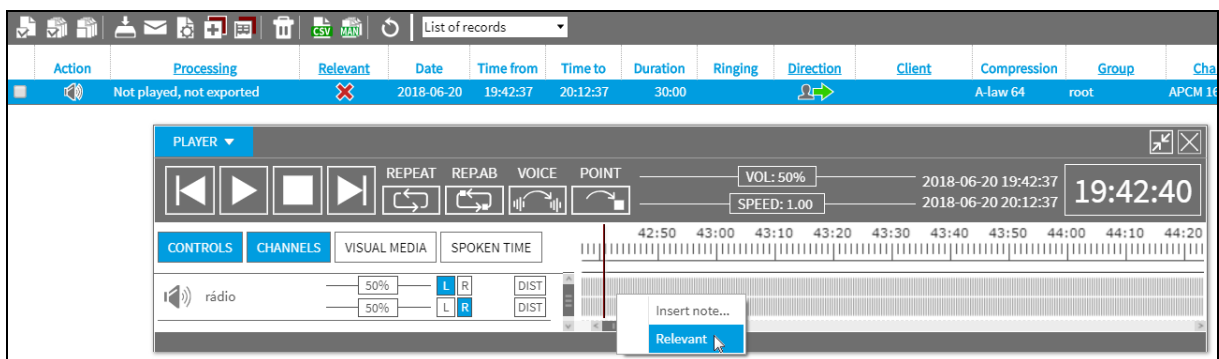 CSV MAN List of records
Action Processing Relevant Date Time from Time to Duration Ringing Direction Client Compression Group Cha
Not played, not exported 2018-06-20 19:42:37 20:12:37 30:00 A-law 64 root APCM 16
PLAYER
REPEAT REP.AB VOICE POINT
VOL: 50% 2018-06-20 19:42:37 19:42:40
SPEED: 1.00 2018-06-20 20:12:37
CONTROLS CHANNELS VISUAL MEDIA SPOKEN TIME 42:50 43:00 43:10 43:20 43:30 43:40 43:50 44:00 44:10 44:20
rádio 50% L R DIST
50% L R DIST
Insert note...
Relevant